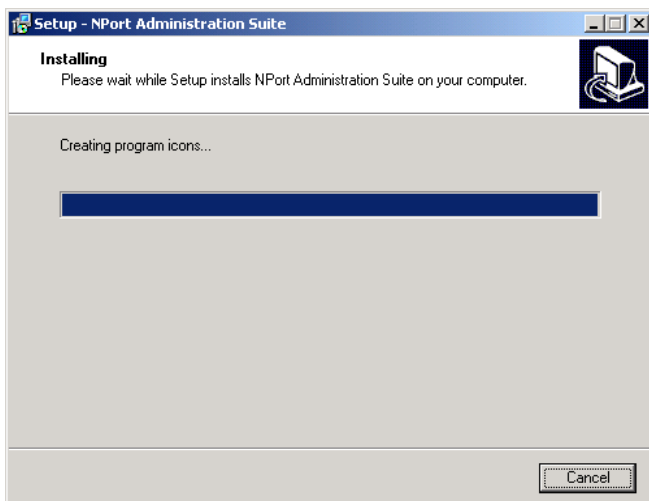 Setup - NPort Administration Suite
Installing
Please wait while Setup installs NPort Administration Suite on your computer.
Creating program icons...
Cancel